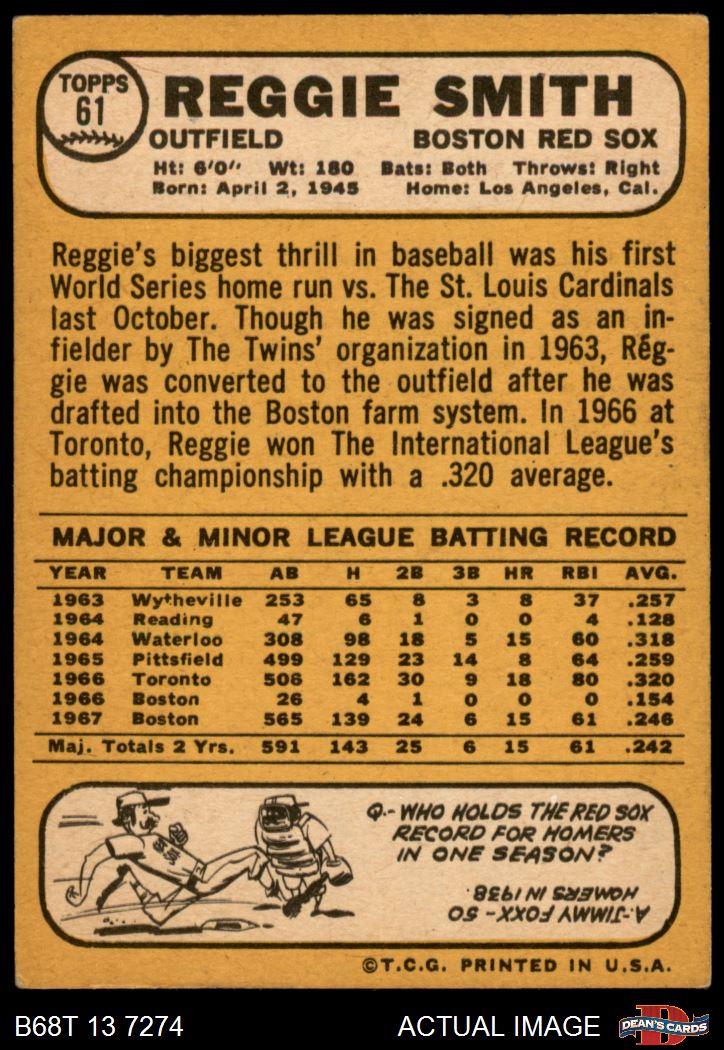 TOPPS
61
REGGIE SMITH
OUTFIELD BOSTON RED SOX
Ht: 6'0" Wt: 180 Bats: Both Throws: Right
Born: April 2, 1945 Home: Los Angeles, Cal.
Reggie's biggest thrill in baseball was his first
World Series home run vs. The St. Louis Cardinals
last October. Though he was signed as an in-
fielder by The Twins' organization in 1963, Reg-
gie was converted to the outfield after he was
drafted into the Boston farm system. In 1966 at
Toronto, Reggie won The International League's
batting championship with a .320 average.
MAJOR & MINOR LEAGUE BATTING RECORD
YEAR TEAM AB H 2B 3B HR RBI AVG.
1963 Wytheville 253 65 8 3 8 37 .257
1964 Reading 47 6 1 0 0 4 .128
1964 Waterloo 308 98 18 5 15 60 .318
1965 Pittsfield 499 129 23 14 8 64 .259
1966 Toronto 506 162 30 9 18 80 .320
1966 Boston 26 4 1 0 0 0 .154
1967 Boston 565 139 24 6 15 61 .246
Maj. Totals 2 Yrs. 591 143 25 6 15 61 .242
Q.-WHO HOLDS THE RED SOX
RECORD FOR HOMERS
IN ONE SEASON?
A-JIMMY FOXX-50
HOMERS IN 1938.
©T.C.G. PRINTED IN U.S.A.
B68T 13 7274 ACTUAL IMAGE
D
DEAN'S CARDS